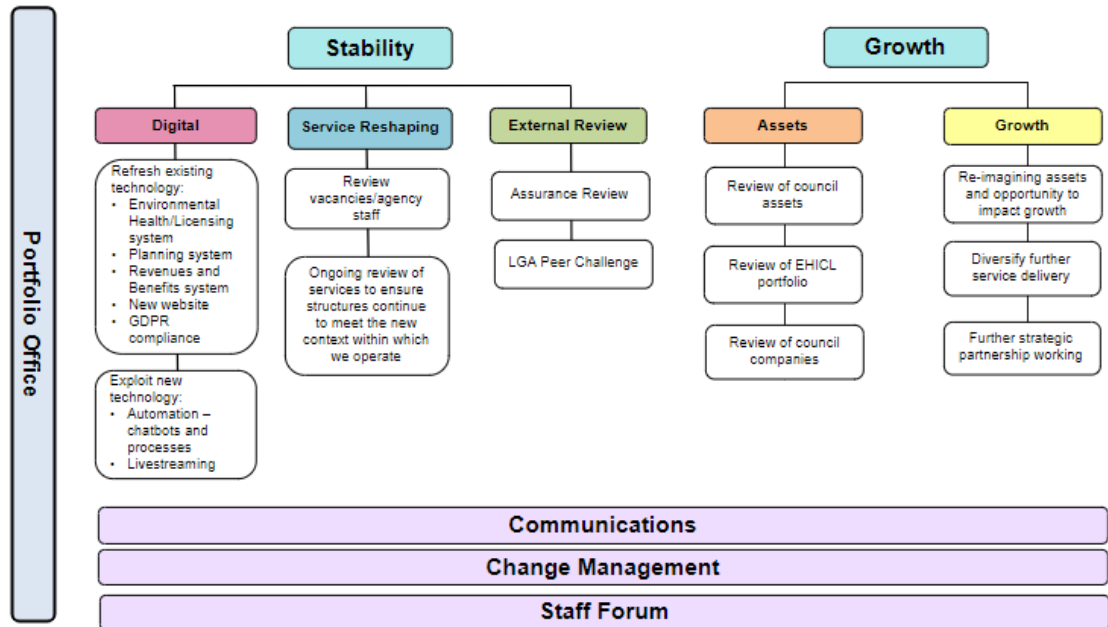 Portfolio Office
Stability
Growth
Digital
Service Reshaping
External Review
Assets
Growth
Refresh existing
technology:
• Environmental
Health/Licensing
system
• Planning system
• Revenues and
Benefits system
• New website
• GDPR
compliance
Exploit new
technology:
• Automation –
chatbots and
processes
• Livestreaming
Review
vacancies/agency
staff
Ongoing review of
services to ensure
structures continue
to meet the new
context within which
we operate
Assurance Review
LGA Peer Challenge
Review of council
assets
Review of EHICL
portfolio
Review of council
companies
Re-imagining assets
and opportunity to
impact growth
Diversify further
service delivery
Further strategic
partnership working
Communications
Change Management
Staff Forum